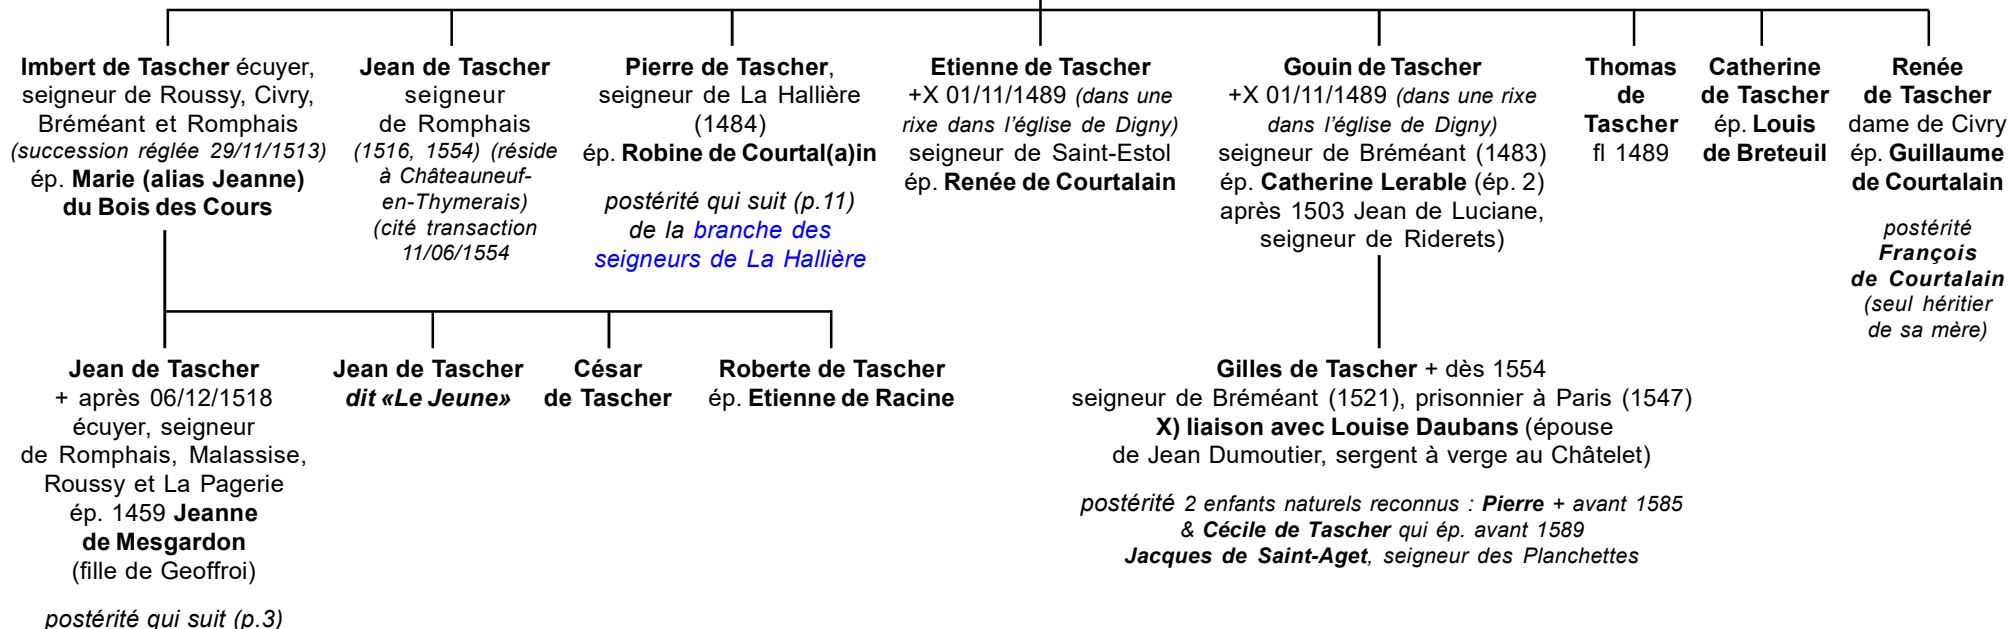 Imbert de Tascher écuyer,
seigneur de Roussy, Civry,
Bréméant et Romphais
(succession réglée 29/11/1513)
ép. Marie (alias Jeanne)
du Bois des Cours
Jean de Tascher
seigneur
de Romphais
(1516, 1554) (réside
à Châteauneuf-
en-Thymerais)
(cité transaction
11/06/1554
Pierre de Tascher,
seigneur de La Hallière
(1484)
ép. Robine de Courtal(a)in
postérité qui suit (p.11)
de la branche des
seigneurs de La Hallière
Etienne de Tascher
+X 01/11/1489 (dans une
rixe dans l'église de Digny)
seigneur de Saint-Estol
ép. Renée de Courtalain
Gouin de Tascher
+X 01/11/1489 (dans une rixe
dans l'église de Digny)
seigneur de Bréméant (1483)
ép. Catherine Lerable (ép. 2)
après 1503 Jean de Luciane,
seigneur de Riderets)
Thomas
de
Tascher
fl 1489
Catherine
de Tascher
ép. Louis
de Breteuil
Renée
de Tascher
dame de Civry
ép. Guillaume
de Courtalain
postérité
François
de Courtalain
(seul héritier
de sa mère)
Jean de Tascher
+ après 06/12/1518
écuyer, seigneur
de Romphais, Malassise,
Roussy et La Pagerie
ép. 1459 Jeanne
de Mesgardon
(fille de Geoffroi)
postérité qui suit (p.3)
Jean de Tascher
dit «Le Jeune»
César
de Tascher
Roberte de Tascher
ép. Etienne de Racine
Gilles de Tascher + dès 1554
seigneur de Bréméant (1521), prisonnier à Paris (1547)
X) liaison avec Louise Daubans (épouse
de Jean Dumoutier, sergent à verge au Châtelet)
postérité 2 enfants naturels reconnus : Pierre + avant 1585
& Cécile de Tascher qui ép. avant 1589
Jacques de Saint-Aget, seigneur des Planchettes